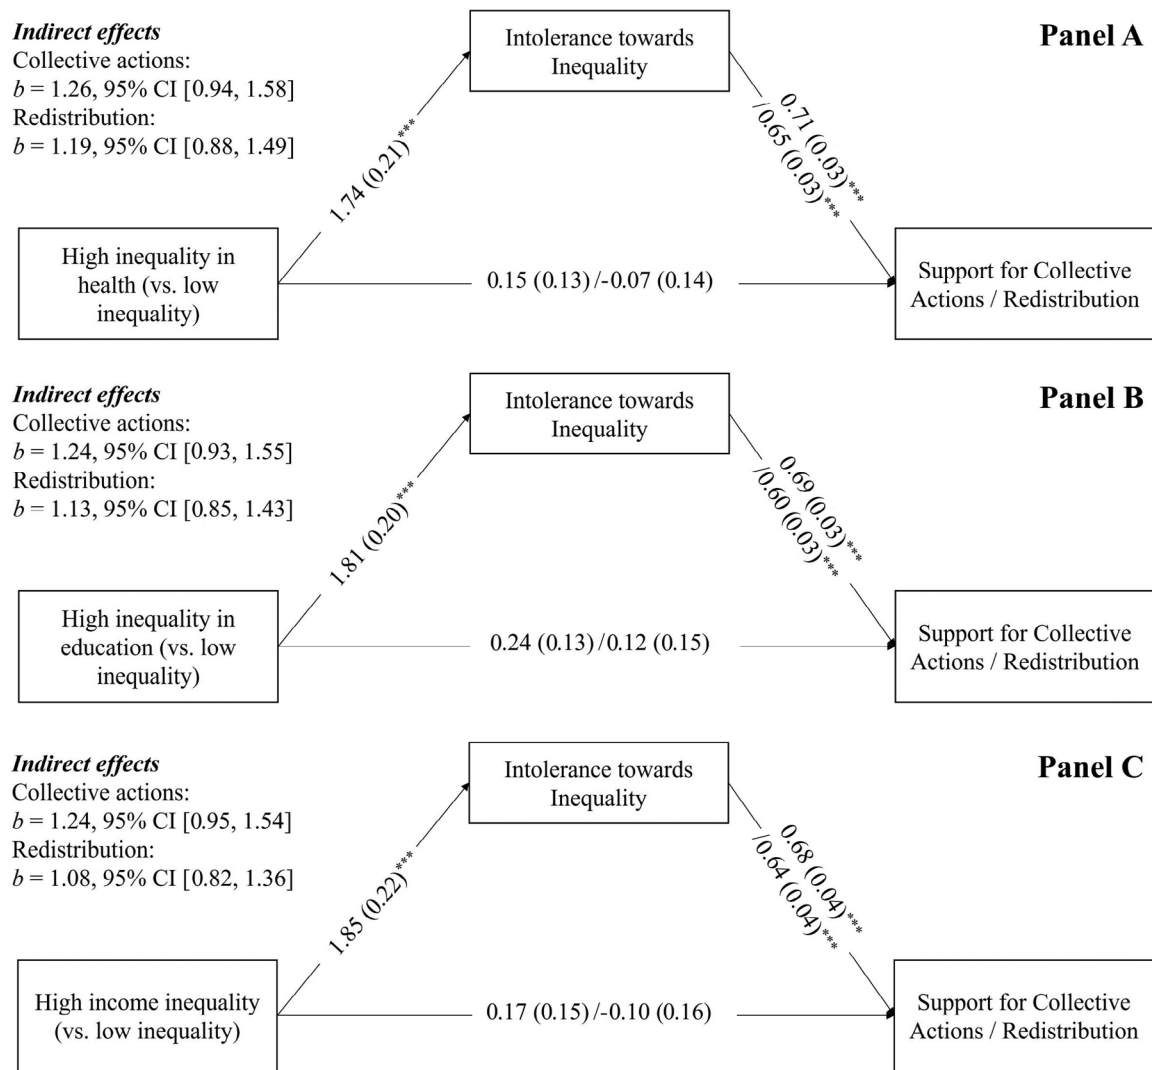 Indirect effects
Collective actions:
b = 1.26, 95% CI [0.94, 1.58]
Redistribution:
b = 1.19, 95% CI [0.88, 1.49]
Intolerance towards
Inequality
Panel A
1.74 (0.21)***
0.71 (0.03)***
/0.65 (0.03)***
High inequality in
health (vs. low
inequality)
0.15 (0.13)/-0.07 (0.14)
Support for Collective
Actions / Redistribution
Indirect effects
Collective actions:
b = 1.24, 95% CI [0.93, 1.55]
Redistribution:
b = 1.13, 95% CI [0.85, 1.43]
Intolerance towards
Inequality
Panel B
1.81 (0.20)***
0.69 (0.03)***
/0.60 (0.03)***
High inequality in
education (vs. low
inequality)
0.24 (0.13)/0.12 (0.15)
Support for Collective
Actions / Redistribution
Indirect effects
Collective actions:
b = 1.24, 95% CI [0.95, 1.54]
Redistribution:
b = 1.08, 95% CI [0.82, 1.36]
Intolerance towards
Inequality
Panel C
1.85 (0.22)***
0.68 (0.04)***
/0.64 (0.04)***
High income inequality
(vs. low inequality)
0.17 (0.15)/-0.10 (0.16)
Support for Collective
Actions / Redistribution